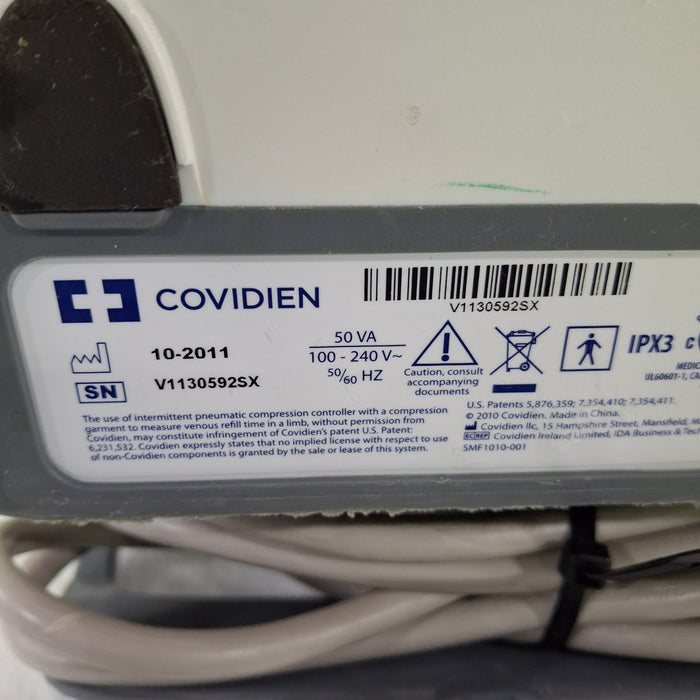 COVIDIEN
V1130592SX
10-2011
SN V1130592SX
50 VA
100 - 240 V~
50/60 HZ
Caution, consult
accompanying
documents
IPX3
UL60601-1,
The use of intermittent pneumatic compression controller with a compression
garment to measure venous refill time in a limb, without permission from
Covidien, may constitute infringement of Covidien's patent U.S. Patent:
6,231,532. Covidien expressly states that no implied license with respect to use
of non-Covidien components is granted by the sale or lease of this system.
U.S. Patents 5,876,359; 7,354,410; 7,354,411.
© 2010 Covidien. Made in China.
Covidien llc, 15 Hampshire Street, Mansfield,
EC REP Covidien Ireland Limited, IDA Business &
SMF1010-001